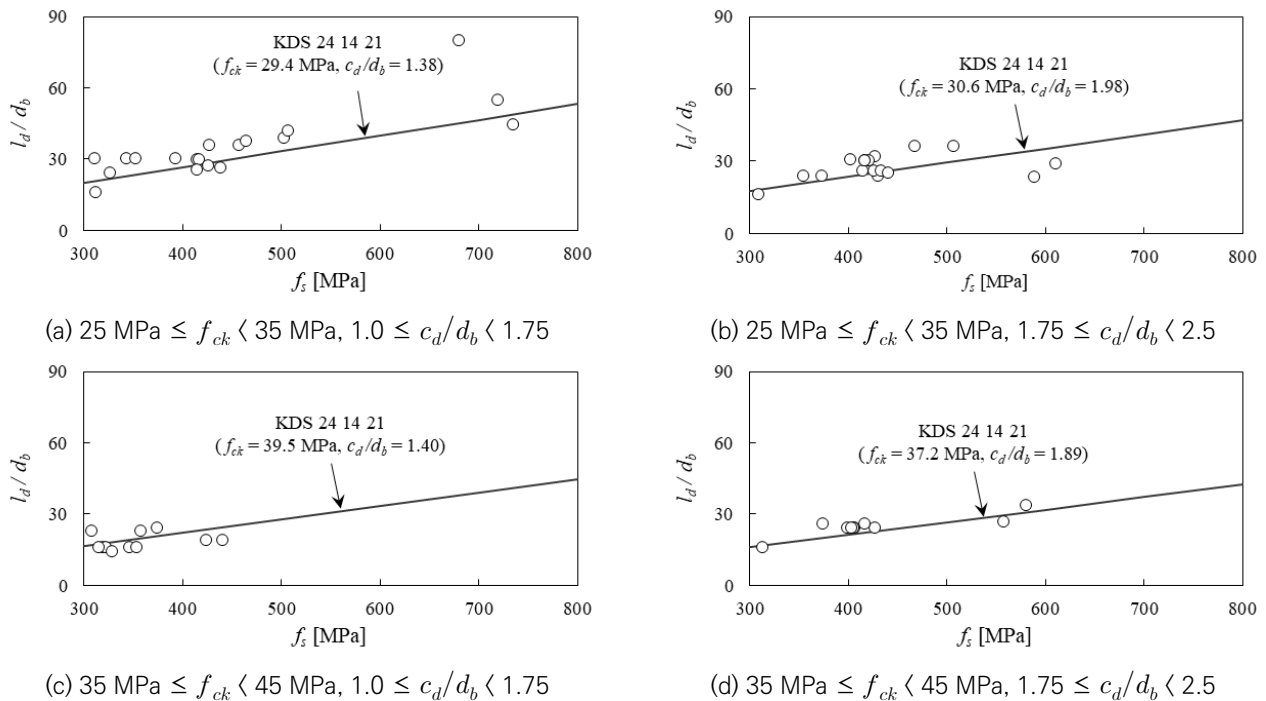 90
60
30
0
l_d / d_b
KDS 24 14 21
( f_ck = 29.4 MPa, c_d/d_b = 1.38)
300 400 500 600 700 800
f_s [MPa]
(a) 25 MPa ≤ f_ck < 35 MPa, 1.0 ≤ c_d/d_b < 1.75
90
60
30
0
l_d / d_b
KDS 24 14 21
( f_ck = 30.6 MPa, c_d/d_b = 1.98)
300 400 500 600 700 800
f_s [MPa]
(b) 25 MPa ≤ f_ck < 35 MPa, 1.75 ≤ c_d/d_b < 2.5
90
60
30
0
l_d / d_b
KDS 24 14 21
( f_ck = 39.5 MPa, c_d/d_b = 1.40)
300 400 500 600 700 800
f_s [MPa]
(c) 35 MPa ≤ f_ck < 45 MPa, 1.0 ≤ c_d/d_b < 1.75
90
60
30
0
l_d / d_b
KDS 24 14 21
( f_ck = 37.2 MPa, c_d/d_b = 1.89)
300 400 500 600 700 800
f_s [MPa]
(d) 35 MPa ≤ f_ck < 45 MPa, 1.75 ≤ c_d/d_b < 2.5